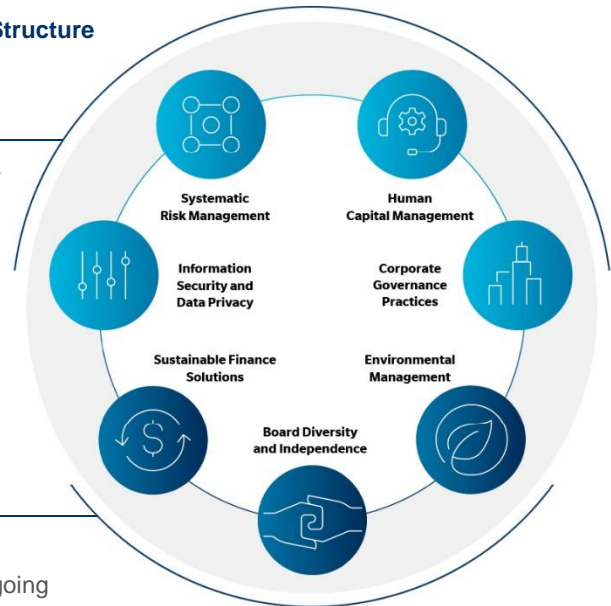 Structure
Systematic
Risk Management
Human
Capital Management
Information
Security and
Data Privacy
Corporate
Governance
Practices
Sustainable Finance
Solutions
Environmental
Management
Board Diversity
and Independence
$
going